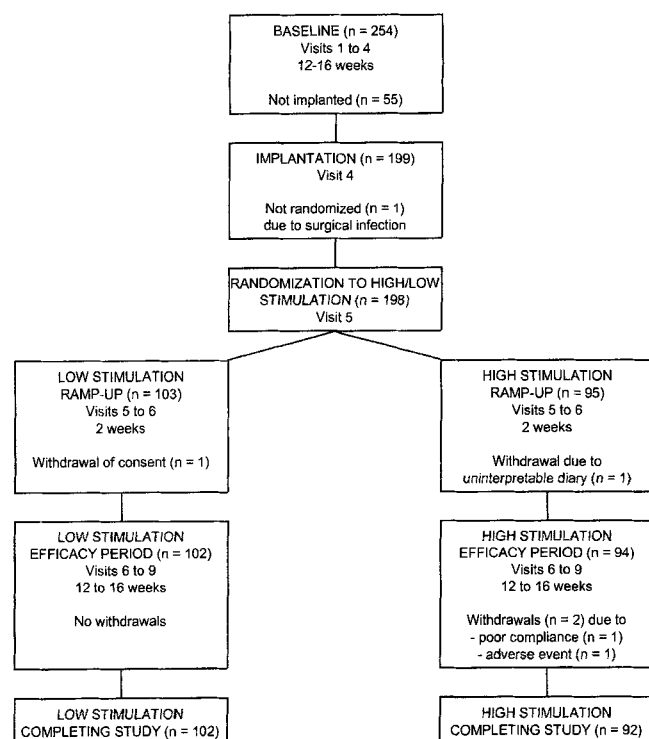 BASELINE (n = 254)
Visits 1 to 4
12-16 weeks
Not implanted (n = 55)
IMPLANTATION (n = 199)
Visit 4
Not randomized (n = 1)
due to surgical infection
RANDOMIZATION TO HIGH/LOW
STIMULATION (n = 198)
Visit 5
LOW STIMULATION
RAMP-UP (n = 103)
Visits 5 to 6
2 weeks
Withdrawal of consent (n = 1)
HIGH STIMULATION
RAMP-UP (n = 95)
Visits 5 to 6
2 weeks
Withdrawal due to
uninterpretable diary (n = 1)
LOW STIMULATION
EFFICACY PERIOD (n = 102)
Visits 6 to 9
12 to 16 weeks
No withdrawals
HIGH STIMULATION
EFFICACY PERIOD (n = 94)
Visits 6 to 9
12 to 16 weeks
Withdrawals (n = 2) due to
- poor compliance (n = 1)
- adverse event (n = 1)
LOW STIMULATION
COMPLETING STUDY (n = 102)
HIGH STIMULATION
COMPLETING STUDY (n = 92)